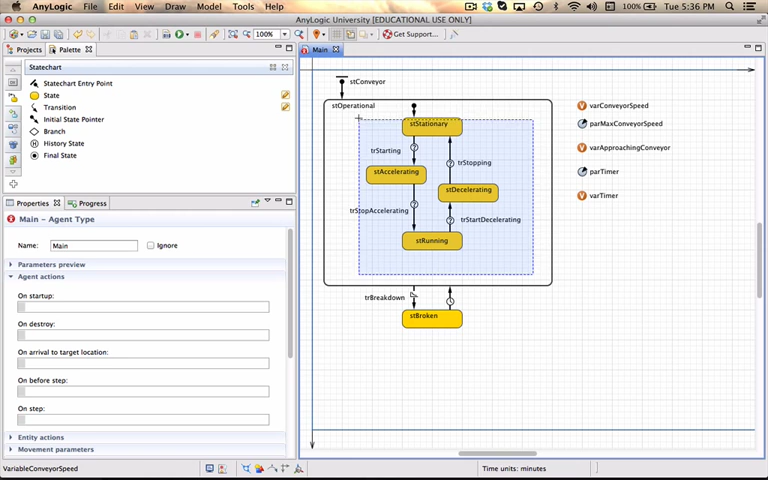 AnyLogic File Edit View Draw Model Tools Help 100% Tue 5:36 PM
AnyLogic University [EDUCATIONAL USE ONLY]
100% Get Support...
Projects Palette
Main
Statechart
Statechart Entry Point
State
Transition
Initial State Pointer
Branch
History State
Final State
Properties Progress
Main – Agent Type
Name: Main Ignore
Parameters preview
Agent actions
On startup:
On destroy:
On arrival to target location:
On before step:
On step:
Entity actions
Movement parameters
stConveyor
stOperational
stStationary
trStarting
trStopping
stAccelerating
stDecelerating
trStopAccelerating
trStartDecelerating
stRunning
trBreakdown
stBroken
varConveyorSpeed
parMaxConveyorSpeed
varApproachingConveyor
parTimer
varTimer
VariableConveyorSpeed
Time units: minutes